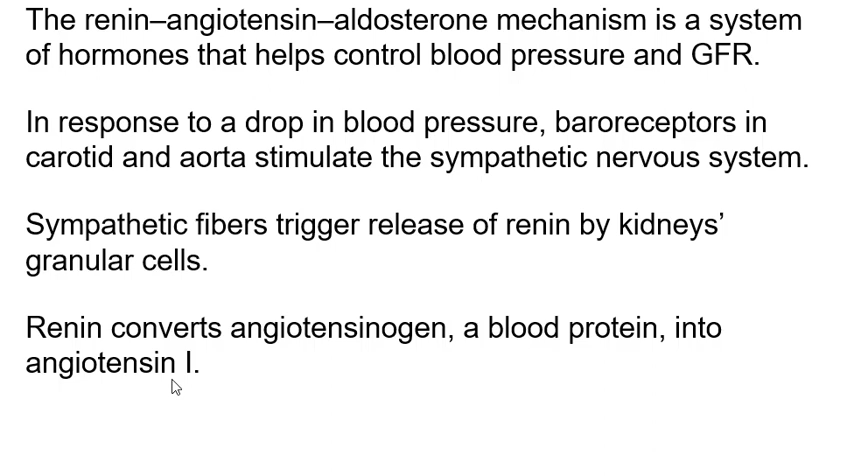 The renin–angiotensin–aldosterone mechanism is a system
of hormones that helps control blood pressure and GFR.
In response to a drop in blood pressure, baroreceptors in
carotid and aorta stimulate the sympathetic nervous system.
Sympathetic fibers trigger release of renin by kidneys’
granular cells.
Renin converts angiotensinogen, a blood protein, into
angiotensin I.